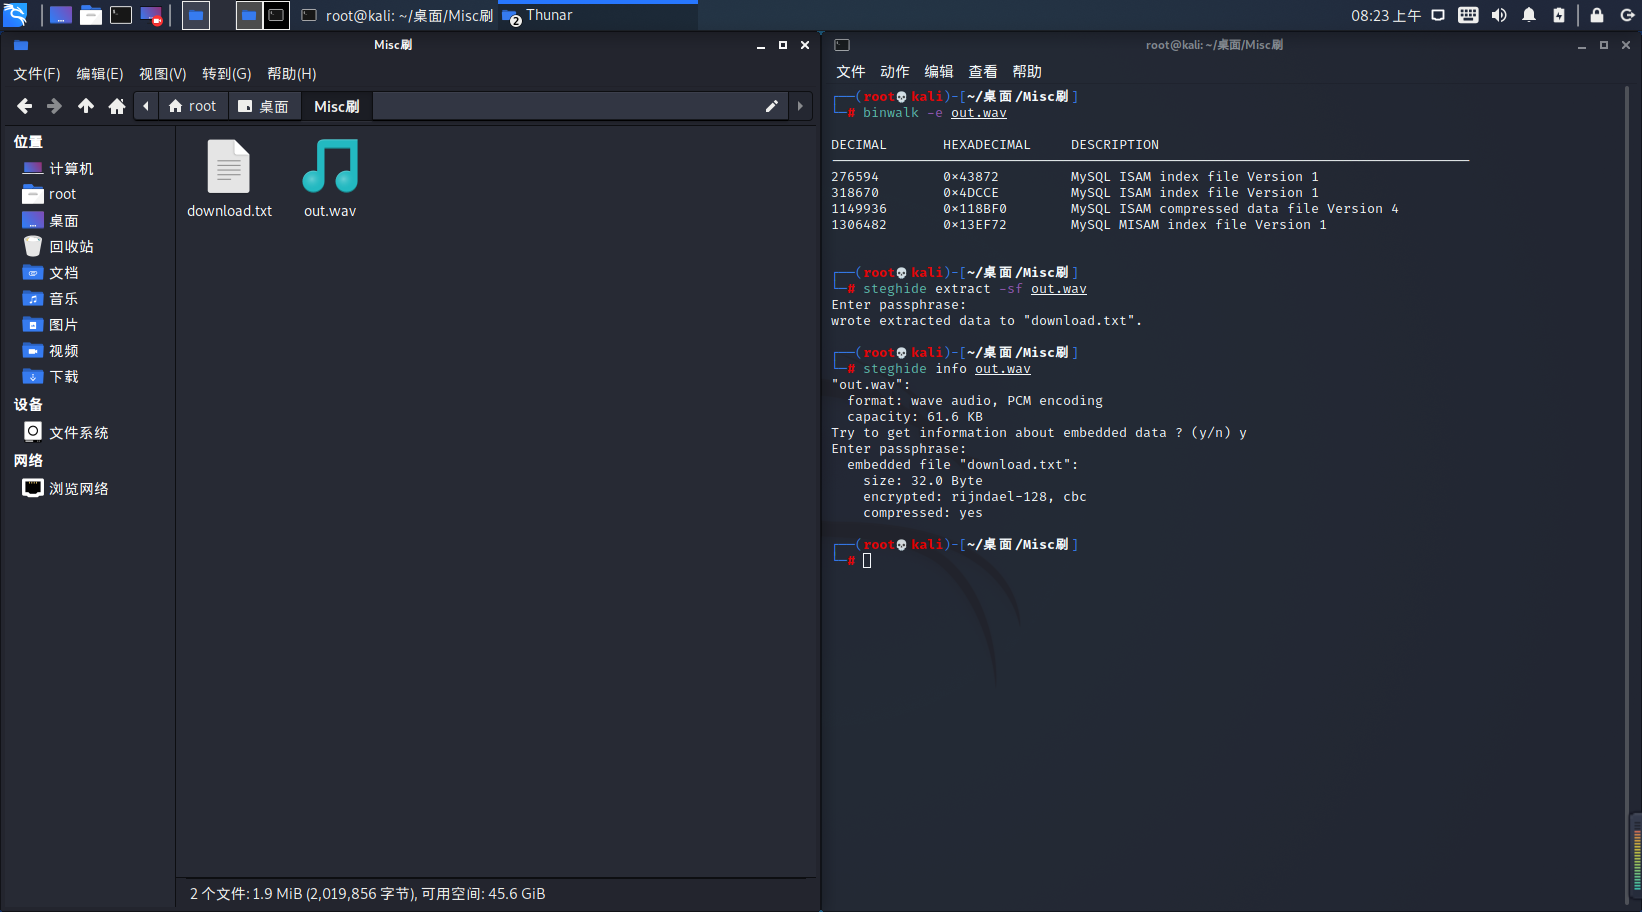 root@kali: ~/桌面/Misc刷
2 Thunar
08:23 上午
Misc刷
文件(F) 编辑(E) 视图(V) 转到(G) 帮助(H)
root 桌面 Misc刷
位置
计算机
root
桌面
回收站
文档
音乐
图片
视频
下载
设备
文件系统
网络
浏览网络
download.txt out.wav
2 个文件: 1.9 MiB (2,019,856 字节), 可用空间: 45.6 GiB
root@kali: ~/桌面/Misc刷
文件 动作 编辑 查看 帮助
┌──(root💀kali)-[~/桌面/Misc刷]
└─# binwalk -e out.wav
DECIMAL HEXADECIMAL DESCRIPTION
276594 0×43872 MySQL ISAM index file Version 1
318670 0×4DCCE MySQL ISAM index file Version 1
1149936 0×118BF0 MySQL ISAM compressed data file Version 4
1306482 0×13EF72 MySQL MISAM index file Version 1
┌──(root💀kali)-[~/桌面/Misc刷]
└─# steghide extract -sf out.wav
Enter passphrase:
wrote extracted data to "download.txt".
┌──(root💀kali)-[~/桌面/Misc刷]
└─# steghide info out.wav
"out.wav":
format: wave audio, PCM encoding
capacity: 61.6 KB
Try to get information about embedded data ? (y/n) y
Enter passphrase:
embedded file "download.txt":
size: 32.0 Byte
encrypted: rijndael-128, cbc
compressed: yes
┌──(root💀kali)-[~/桌面/Misc刷]
└─#